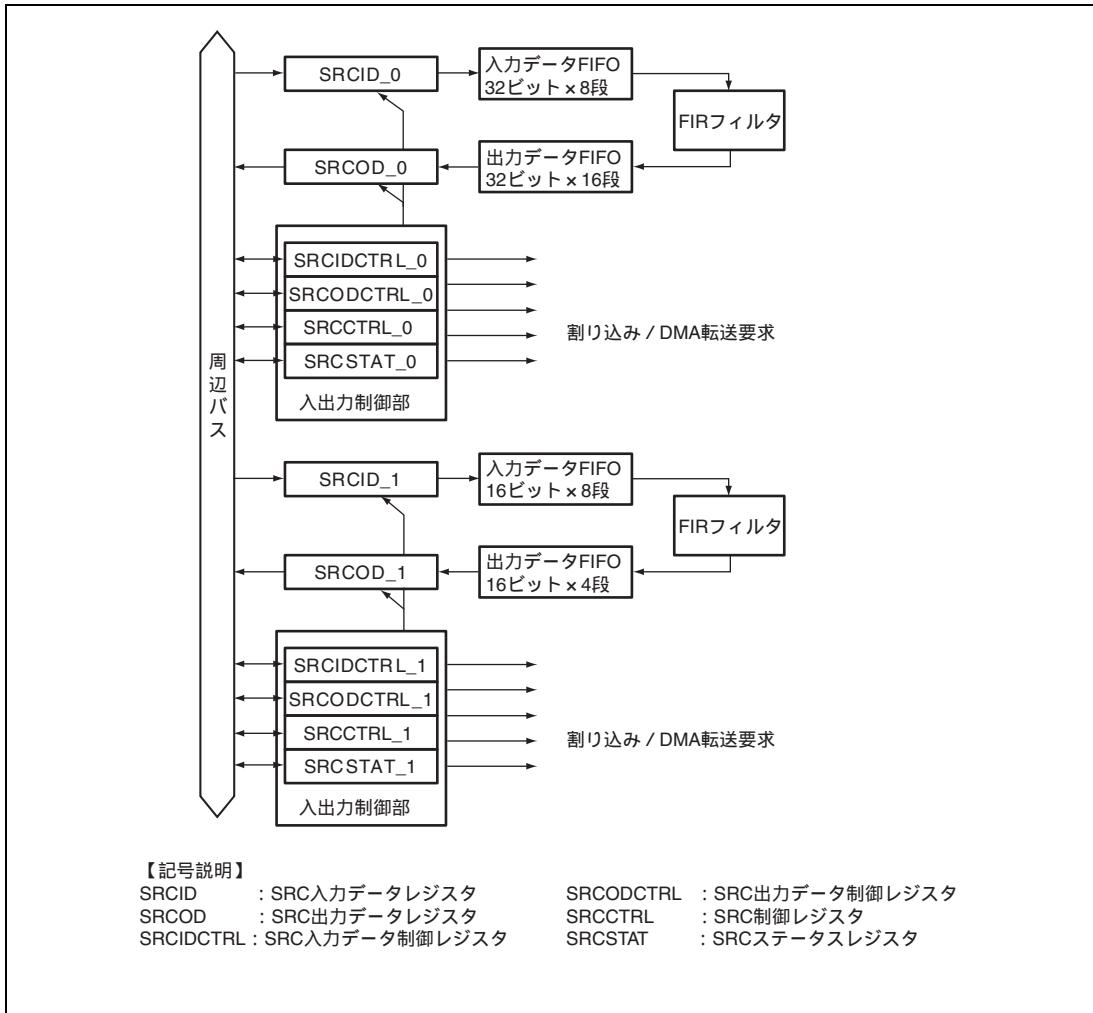 SRCID_0
入力データFIFO
32ビット×8段
FIRフィルタ
SRCOD_0
出力データFIFO
32ビット×16段
SRCIDCTRL_0
SRCODCTRL_0
SRCCTRL_0
SRCSTAT_0
入出力制御部
割り込み / DMA転送要求
周辺バス
SRCID_1
入力データFIFO
16ビット×8段
FIRフィルタ
SRCOD_1
出力データFIFO
16ビット×4段
SRCIDCTRL_1
SRCODCTRL_1
SRCCTRL_1
SRCSTAT_1
入出力制御部
割り込み / DMA転送要求
【記号説明】
SRCID : SRC入力データレジスタ
SRCOD : SRC出力データレジスタ
SRCIDCTRL : SRC入力データ制御レジスタ
SRCODCTRL : SRC出力データ制御レジスタ
SRCCTRL : SRC制御レジスタ
SRCSTAT : SRCステータスレジスタ